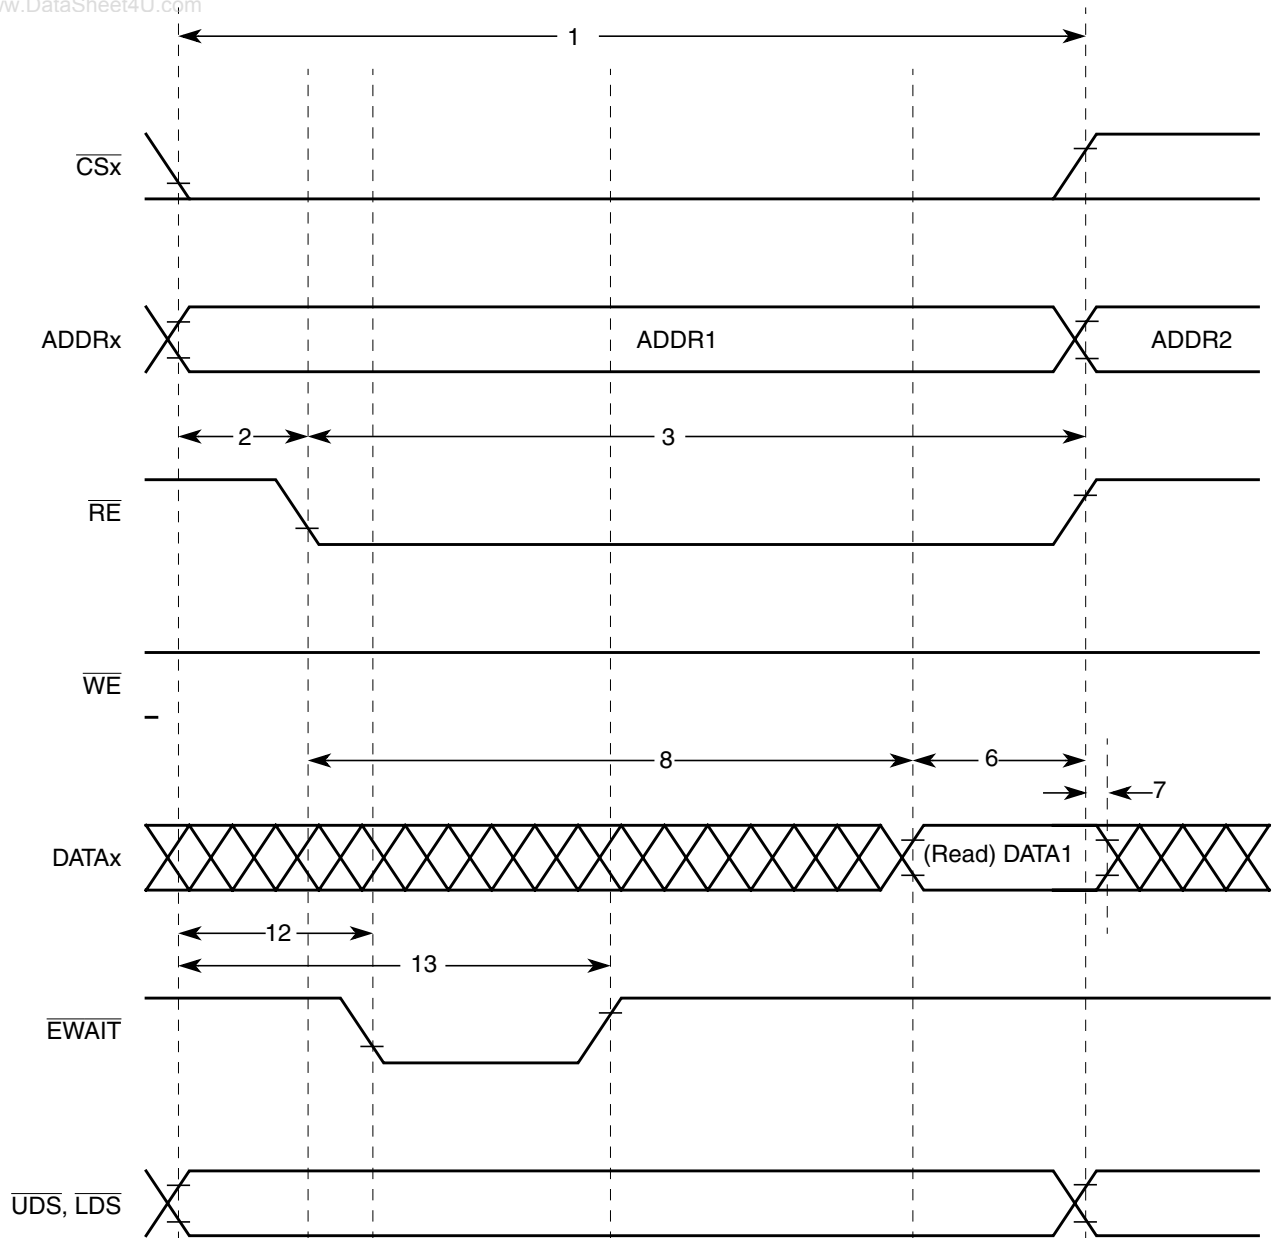 ww.DataSheet4U.com
1
CSx
ADDRx
ADDR1
ADDR2
2
3
RE
WE
8
6
7
DATAx
(Read) DATA1
12
13
EWAIT
UDS, LDS